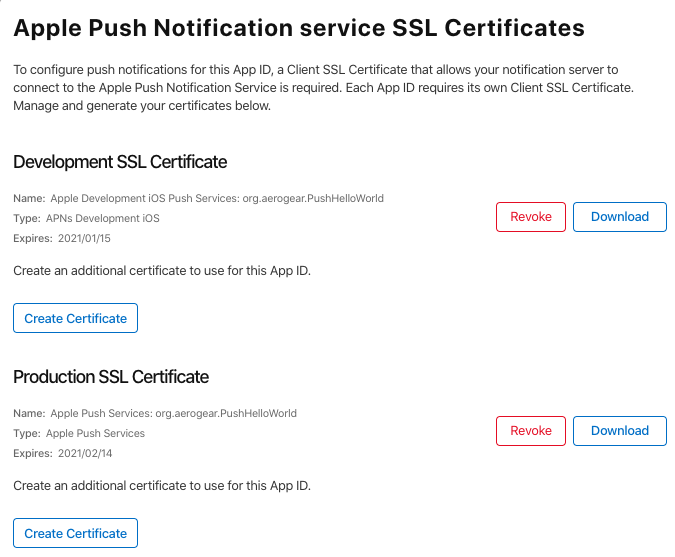 Apple Push Notification service SSL Certificates
To configure push notifications for this App ID, a Client SSL Certificate that allows your notification server to
connect to the Apple Push Notification Service is required. Each App ID requires its own Client SSL Certificate.
Manage and generate your certificates below.
Development SSL Certificate
Name: Apple Development iOS Push Services: org.aerogear.PushHelloWorld
Type: APNs Development iOS
Expires: 2021/01/15
Revoke
Download
Create an additional certificate to use for this App ID.
Create Certificate
Production SSL Certificate
Name: Apple Push Services: org.aerogear.PushHelloWorld
Type: Apple Push Services
Expires: 2021/02/14
Revoke
Download
Create an additional certificate to use for this App ID.
Create Certificate